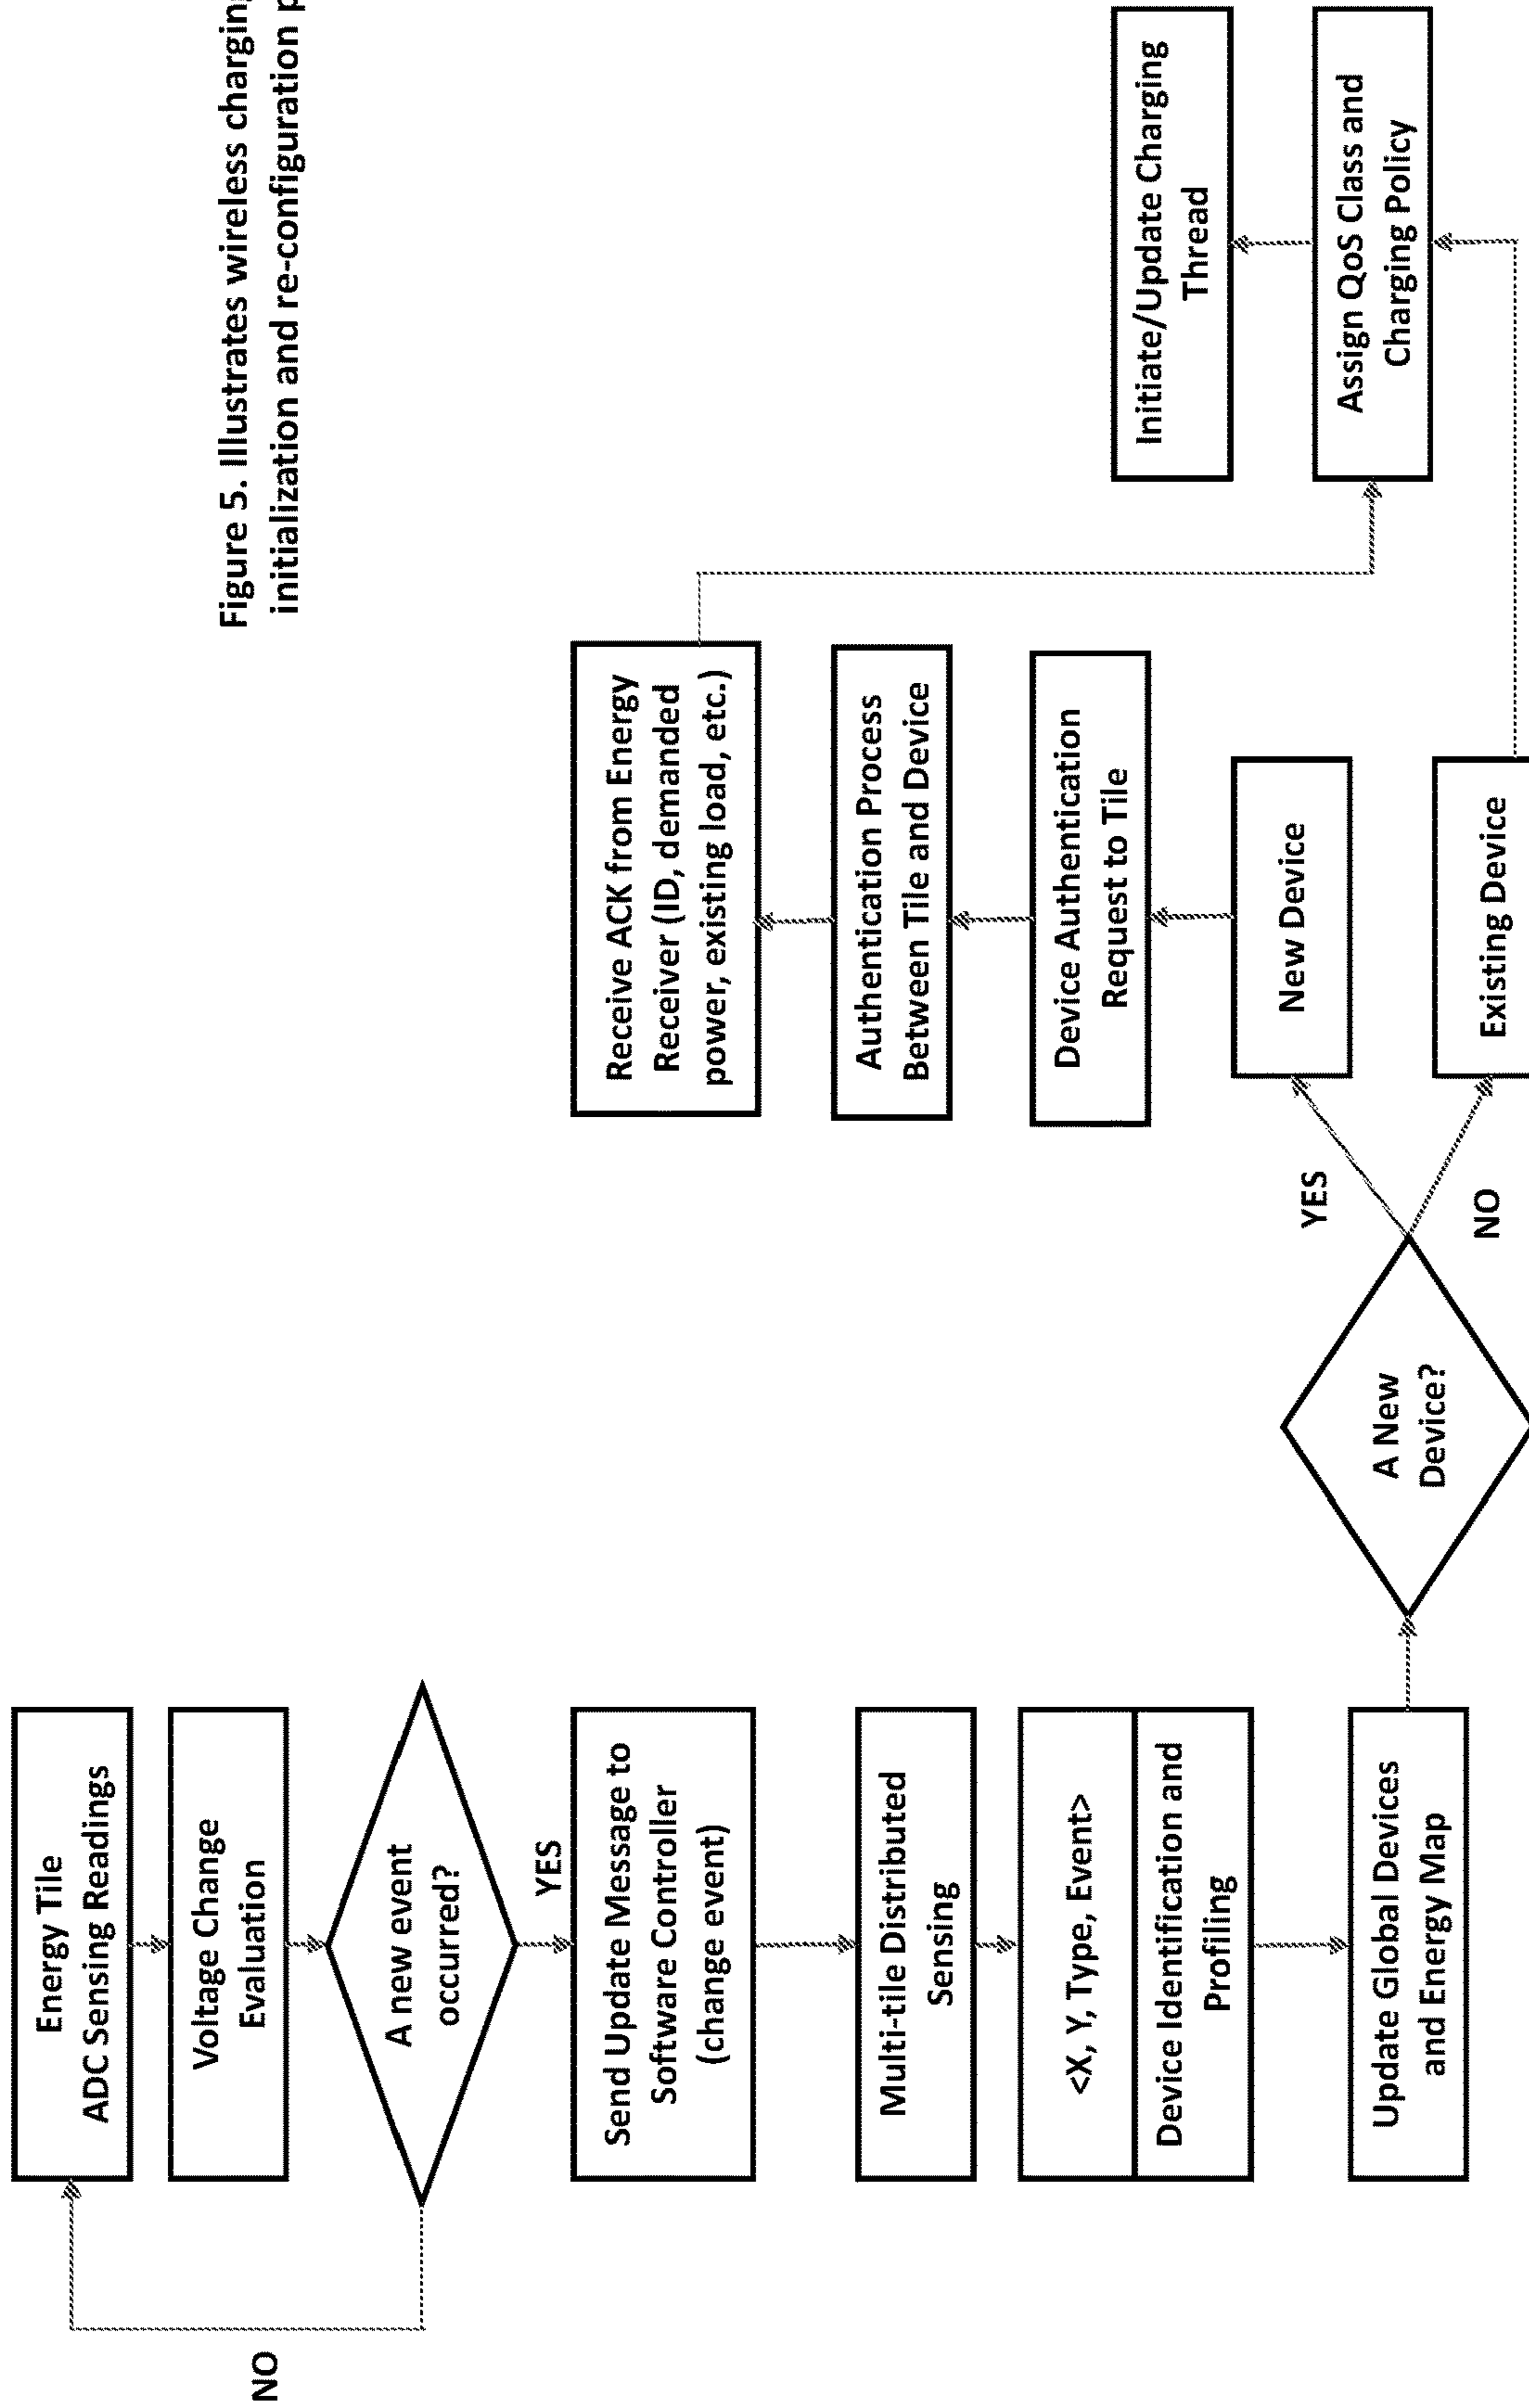 Energy Tile
ADC Sensing Readings
Voltage Change
Evaluation
A new event
occurred?
NO
YES
Send Update Message to
Software Controller
(change event)
Multi-tile Distributed
Sensing
<X, Y, Type, Event>
Device Identification and
Profiling
Update Global Devices
and Energy Map
A New
Device?
YES
NO
New Device
Existing Device
Device Authentication
Request to Tile
Authentication Process
Between Tile and Device
Receive ACK from Energy
Receiver (ID, demanded
power, existing load, etc.)
Assign QoS Class and
Charging Policy
Initiate/Update Charging
Thread
Figure 5. Illustrates wireless charging
initialization and re-configuration